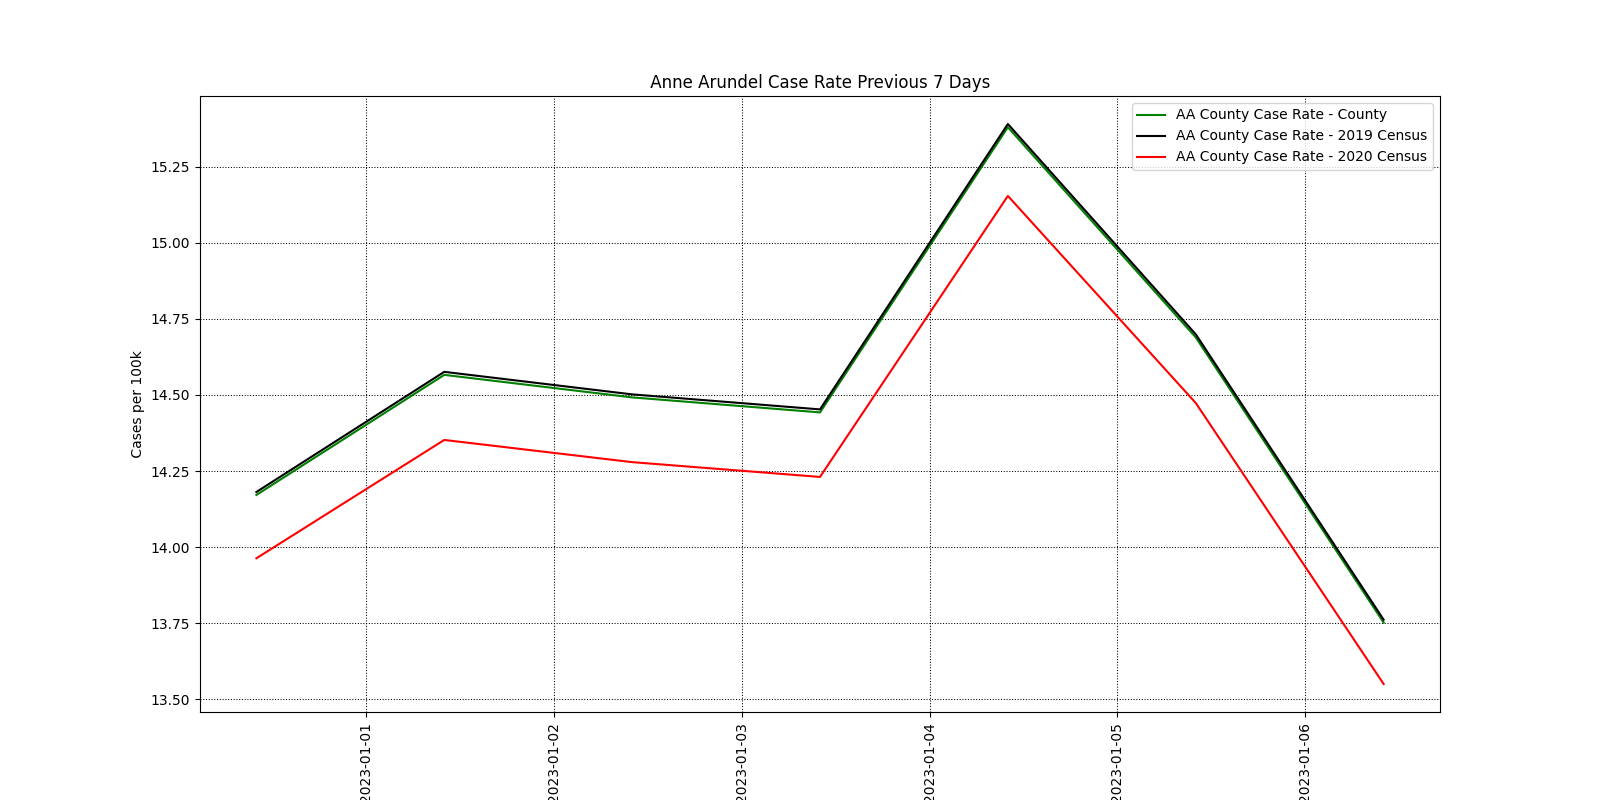 Anne Arundel Case Rate Previous 7 Days
AA County Case Rate - County
AA County Case Rate - 2019 Census
AA County Case Rate - 2020 Census
Cases per 100k
15.25
15.00
14.75
14.50
14.25
14.00
13.75
13.50
2023-01-01
2023-01-02
2023-01-03
2023-01-04
2023-01-05
2023-01-06